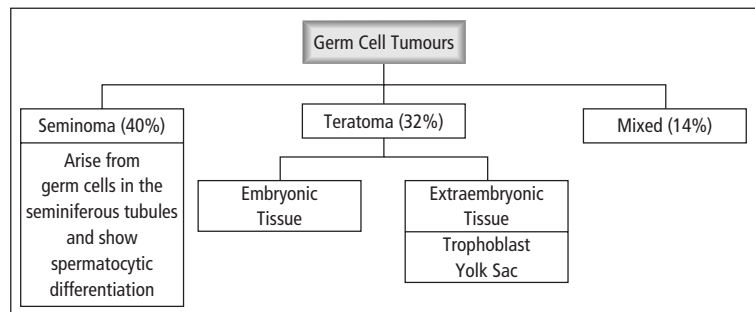 Germ Cell Tumours
Seminoma (40%)
Arise from
germ cells in the
seminiferous tubules
and show
spermatocytic
differentiation
Teratoma (32%)
Embryonic
Tissue
Extraembryonic
Tissue
Trophoblast
Yolk Sac
Mixed (14%)